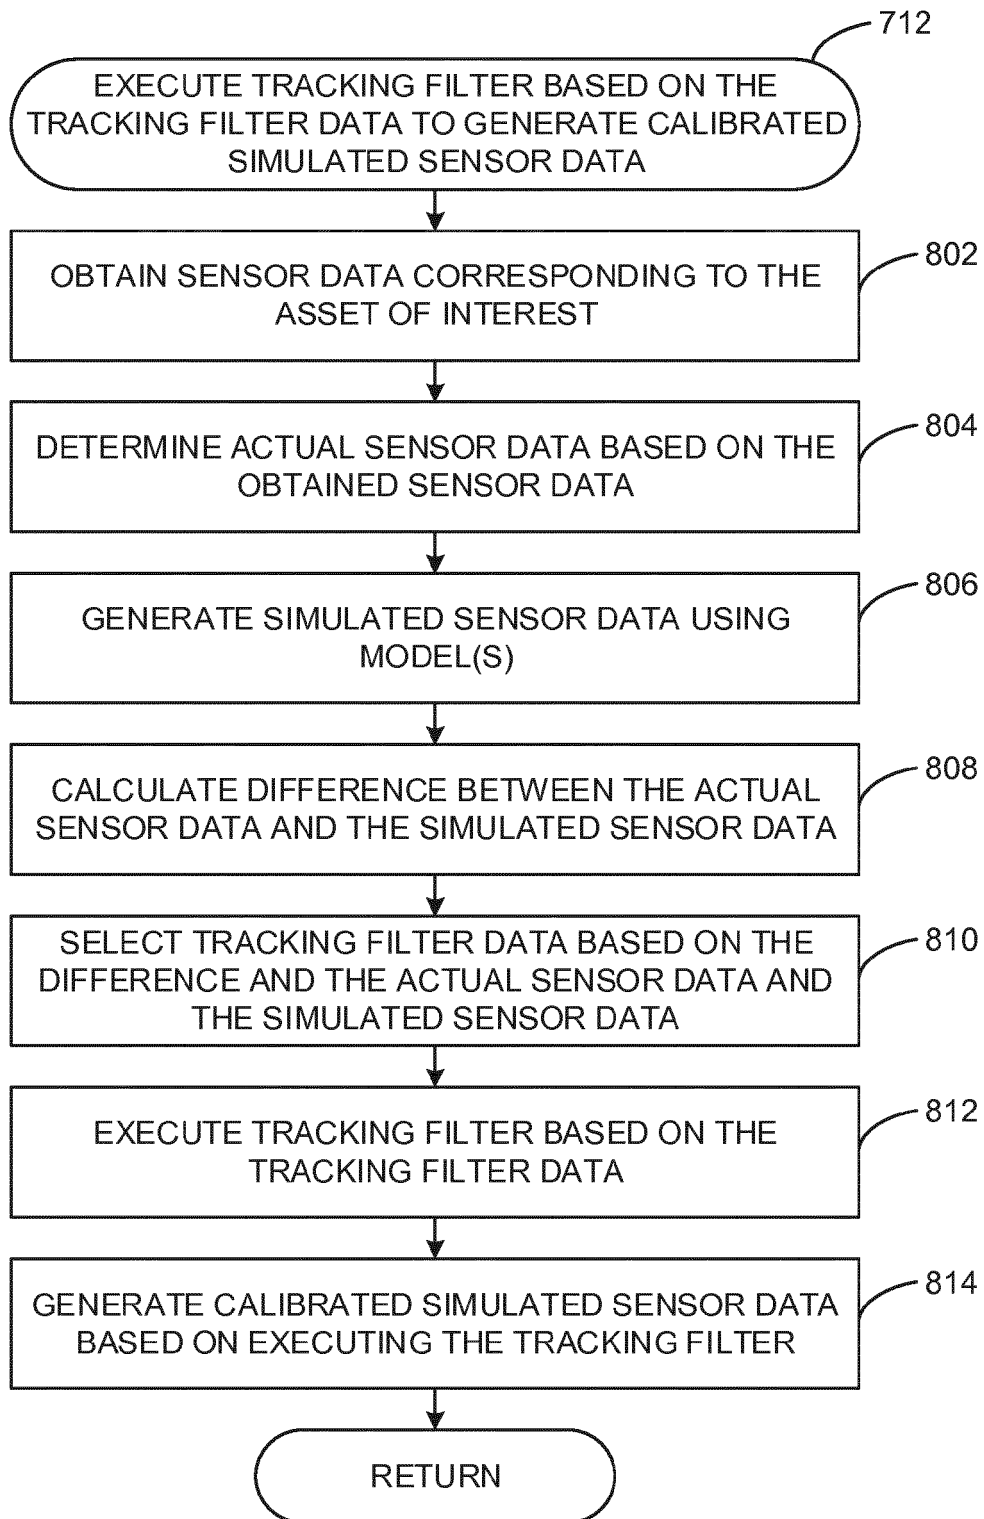 712
EXECUTE TRACKING FILTER BASED ON THE
TRACKING FILTER DATA TO GENERATE CALIBRATED
SIMULATED SENSOR DATA
802
OBTAIN SENSOR DATA CORRESPONDING TO THE
ASSET OF INTEREST
804
DETERMINE ACTUAL SENSOR DATA BASED ON THE
OBTAINED SENSOR DATA
806
GENERATE SIMULATED SENSOR DATA USING
MODEL(S)
808
CALCULATE DIFFERENCE BETWEEN THE ACTUAL
SENSOR DATA AND THE SIMULATED SENSOR DATA
810
SELECT TRACKING FILTER DATA BASED ON THE
DIFFERENCE AND THE ACTUAL SENSOR DATA AND
THE SIMULATED SENSOR DATA
812
EXECUTE TRACKING FILTER BASED ON THE
TRACKING FILTER DATA
814
GENERATE CALIBRATED SIMULATED SENSOR DATA
BASED ON EXECUTING THE TRACKING FILTER
RETURN